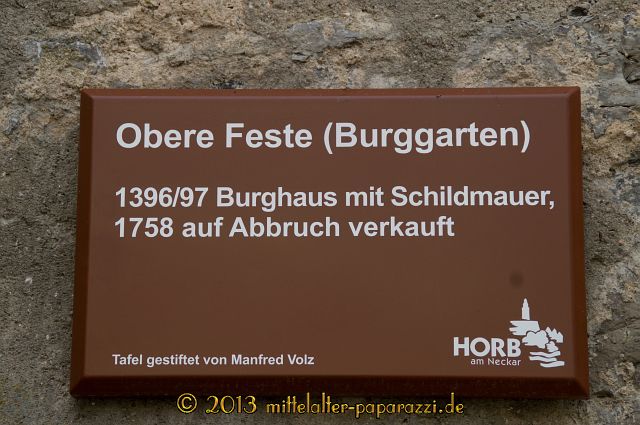 Obere Feste (Burggarten)
1396/97 Burghaus mit Schildmauer,
1758 auf Abbruch verkauft
Tafel gestiftet von Manfred Volz
HORB
am Neckar
© 2013 mittelalter-paparazzi.de